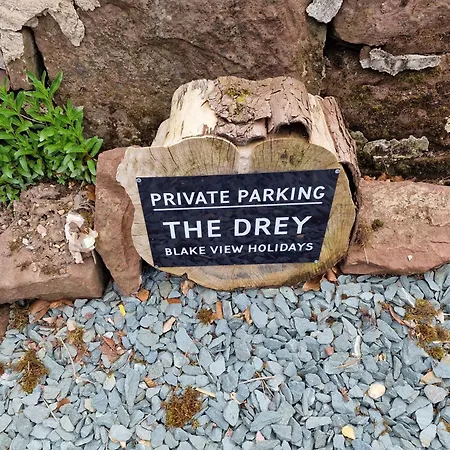 PRIVATE PARKING
THE DREY
BLAKE VIEW HOLIDAYS